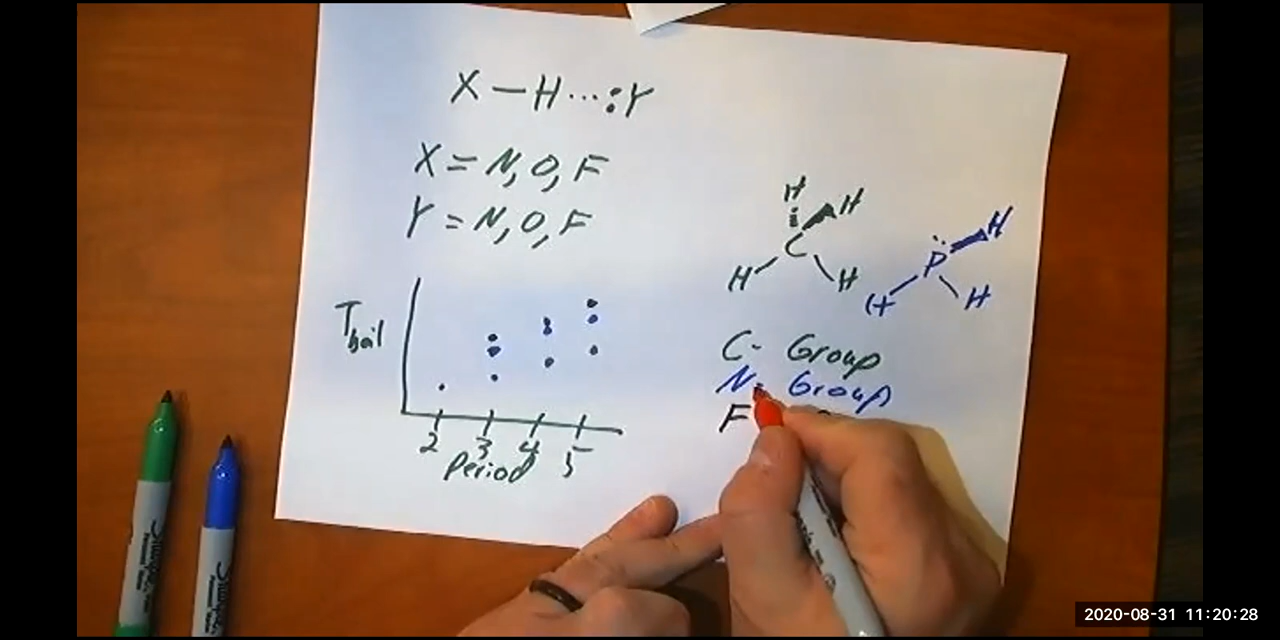 X — H ··· :Y
X = N, O, F
Y = N, O, F
H
H
C
H
H
H
P
H
H
T boil
2 3 4 5
Period
C- Group
N- Group
F
2020-08-31 11:20:28